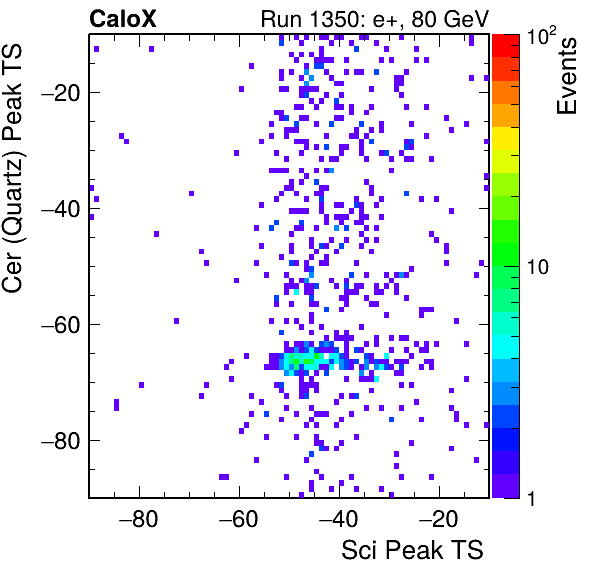 CaloX Run 1350: e+, 80 GeV
Cer (Quartz) Peak TS
−20
−40
−60
−80
−80 −60 −40 −20
Sci Peak TS
10²
10
1
Events